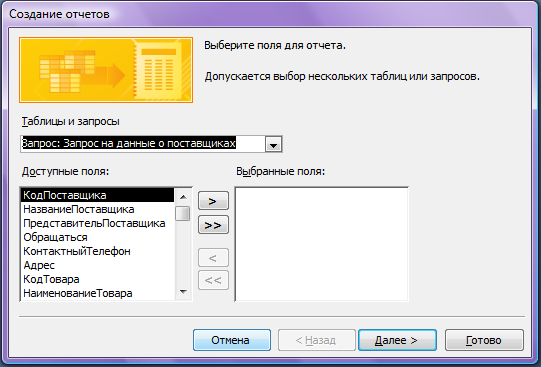 Создание отчетов
Выберите поля для отчета.
Допускается выбор нескольких таблиц или запросов.
Таблицы и запросы
Запрос: Запрос на данные о поставщиках
Доступные поля:
Выбранные поля:
КодПоставщика
НазваниеПоставщика
ПредставительПоставщика
Обращаться
КонтактныйТелефон
Адрес
КодТовара
НаименованиеТовара
>
>>
<
<<
Отмена
< Назад
Далее >
Готово